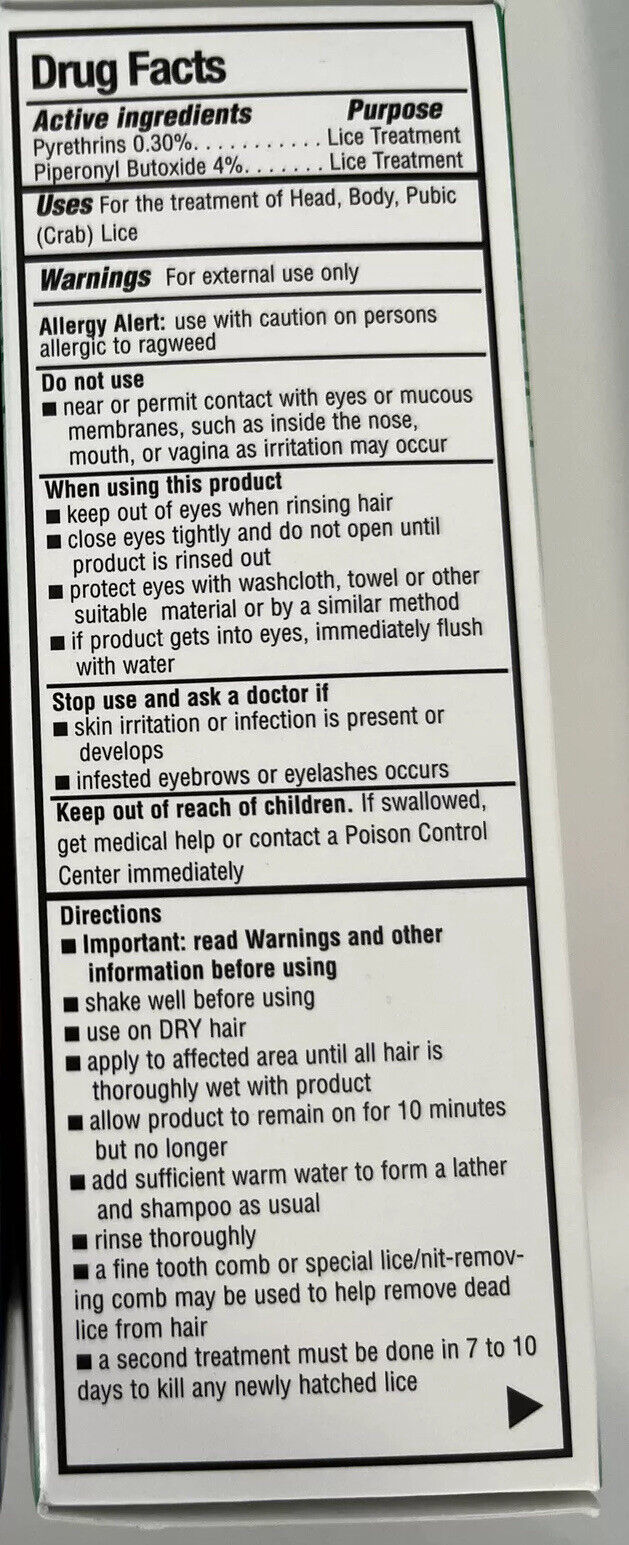 Drug Facts
Active ingredients Purpose
Pyrethrins 0.30%. . . . . . . . . . . Lice Treatment
Piperonyl Butoxide 4%. . . . . . . Lice Treatment
Uses For the treatment of Head, Body, Pubic
(Crab) Lice
Warnings For external use only
Allergy Alert: use with caution on persons
allergic to ragweed
Do not use
■ near or permit contact with eyes or mucous
membranes, such as inside the nose,
mouth, or vagina as irritation may occur
When using this product
■ keep out of eyes when rinsing hair
■ close eyes tightly and do not open until
product is rinsed out
■ protect eyes with washcloth, towel or other
suitable material or by a similar method
■ if product gets into eyes, immediately flush
with water
Stop use and ask a doctor if
■ skin irritation or infection is present or
develops
■ infested eyebrows or eyelashes occurs
Keep out of reach of children. If swallowed,
get medical help or contact a Poison Control
Center immediately
Directions
■ Important: read Warnings and other
information before using
■ shake well before using
■ use on DRY hair
■ apply to affected area until all hair is
thoroughly wet with product
■ allow product to remain on for 10 minutes
but no longer
■ add sufficient warm water to form a lather
and shampoo as usual
■ rinse thoroughly
■ a fine tooth comb or special lice/nit-remov-
ing comb may be used to help remove dead
lice from hair
■ a second treatment must be done in 7 to 10
days to kill any newly hatched lice